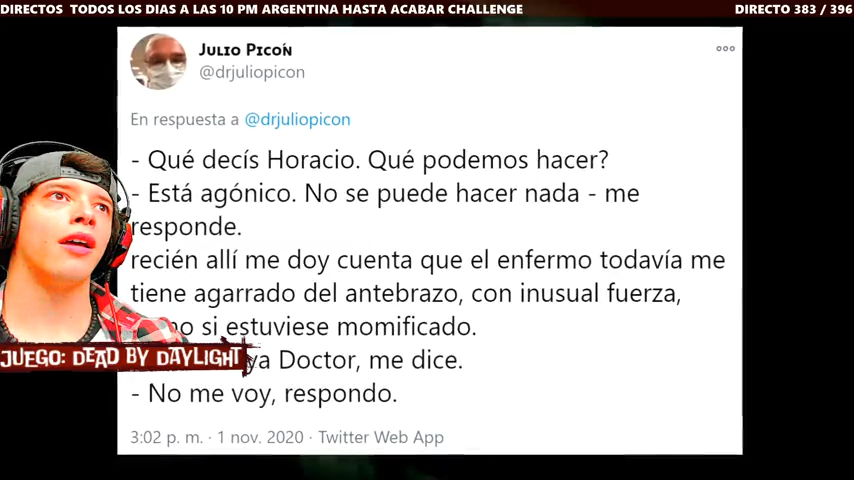 DIRECTOS TODOS LOS DIAS A LAS 10 PM ARGENTINA HASTA ACABAR CHALLENGE
DIRECTO 383 / 396
Julio Picón
@drjuliopicon
En respuesta a @drjuliopicon
- Qué decís Horacio. Qué podemos hacer?
- Está agónico. No se puede hacer nada - me
responde.
recién allí me doy cuenta que el enfermo todavía me
tiene agarrado del antebrazo, con inusual fuerza,
si estuviese momificado.
Doctor, me dice.
- No me voy, respondo.
JUEGO: DEAD BY DAYLIGHT
3:02 p. m. · 1 nov. 2020 · Twitter Web App